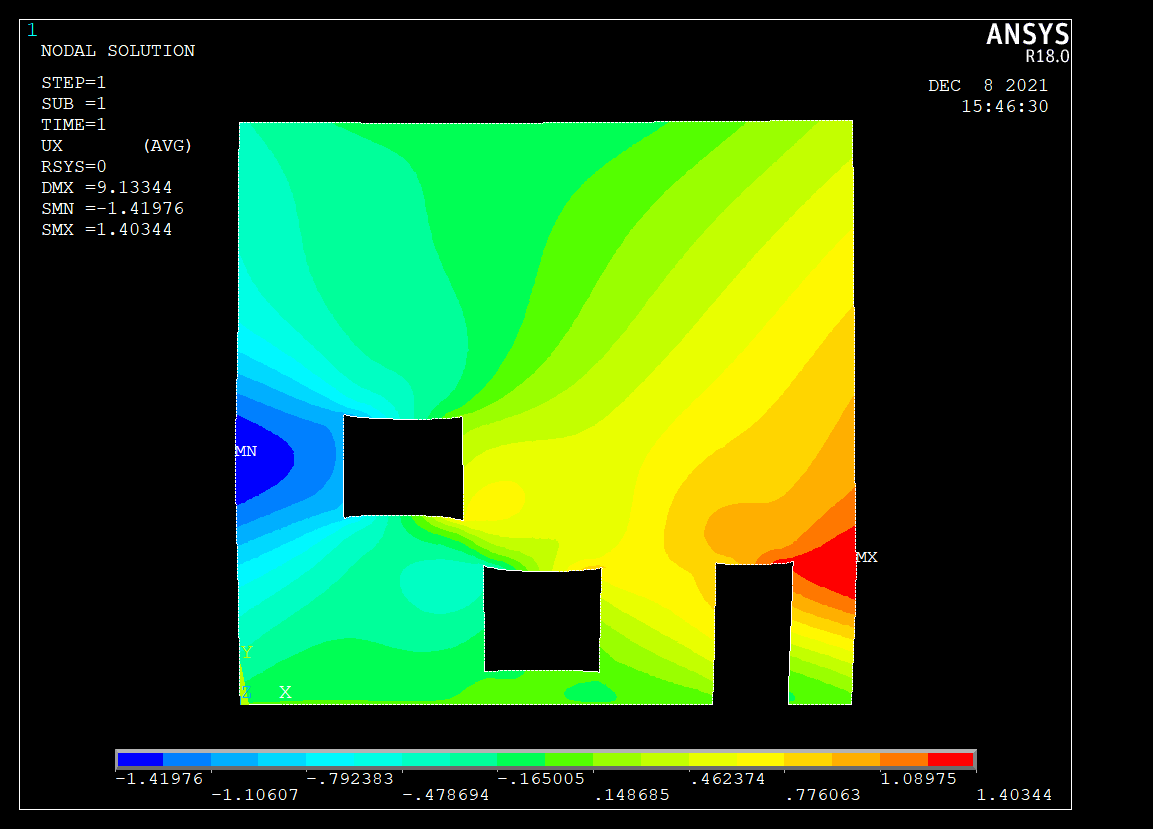 1
NODAL SOLUTION
STEP=1
SUB =1
TIME=1
UX (AVG)
RSYS=0
DMX =9.13344
SMN =-1.41976
SMX =1.40344
ANSYS
R18.0
DEC 8 2021
15:46:30
MN
MX
Y
Z X
-1.41976 -.792383 -.165005 .462374 1.08975
-1.10607 -.478694 .148685 .776063 1.40344